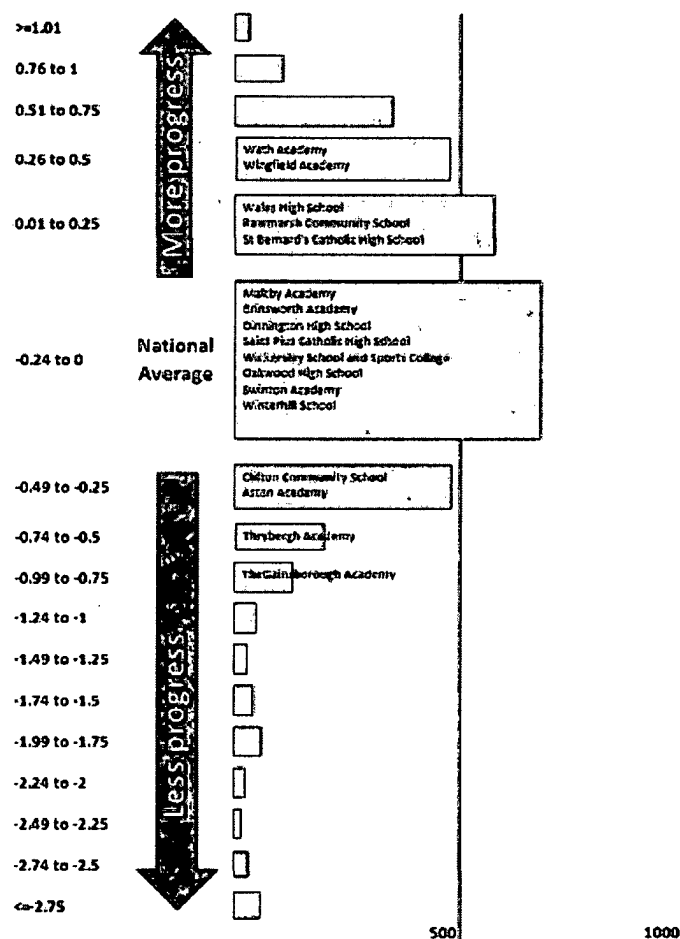 >=1.01
0.76 to 1
0.51 to 0.75
0.26 to 0.5
Wath Academy
Wingfield Academy
0.01 to 0.25
Wales High School
Rawmarsh Community School
St Bernard's Catholic High School
More progress
-0.24 to 0
National
Average
Maltby Academy
Brinsworth Academy
Dinnington High School
Saint Pius Catholic High School
Wickersley School and Sports College
Oakwood High School
Swinton Academy
Winterhill School
-0.49 to -0.25
Clifton Community School
Aston Academy
-0.74 to -0.5
Thrybergh Academy
-0.99 to -0.75
TheGainsborough Academy
-1.24 to -1
-1.49 to -1.25
-1.74 to -1.5
-1.99 to -1.75
-2.24 to -2
-2.49 to -2.25
-2.74 to -2.5
<=-2.75
Less progress
500
1000